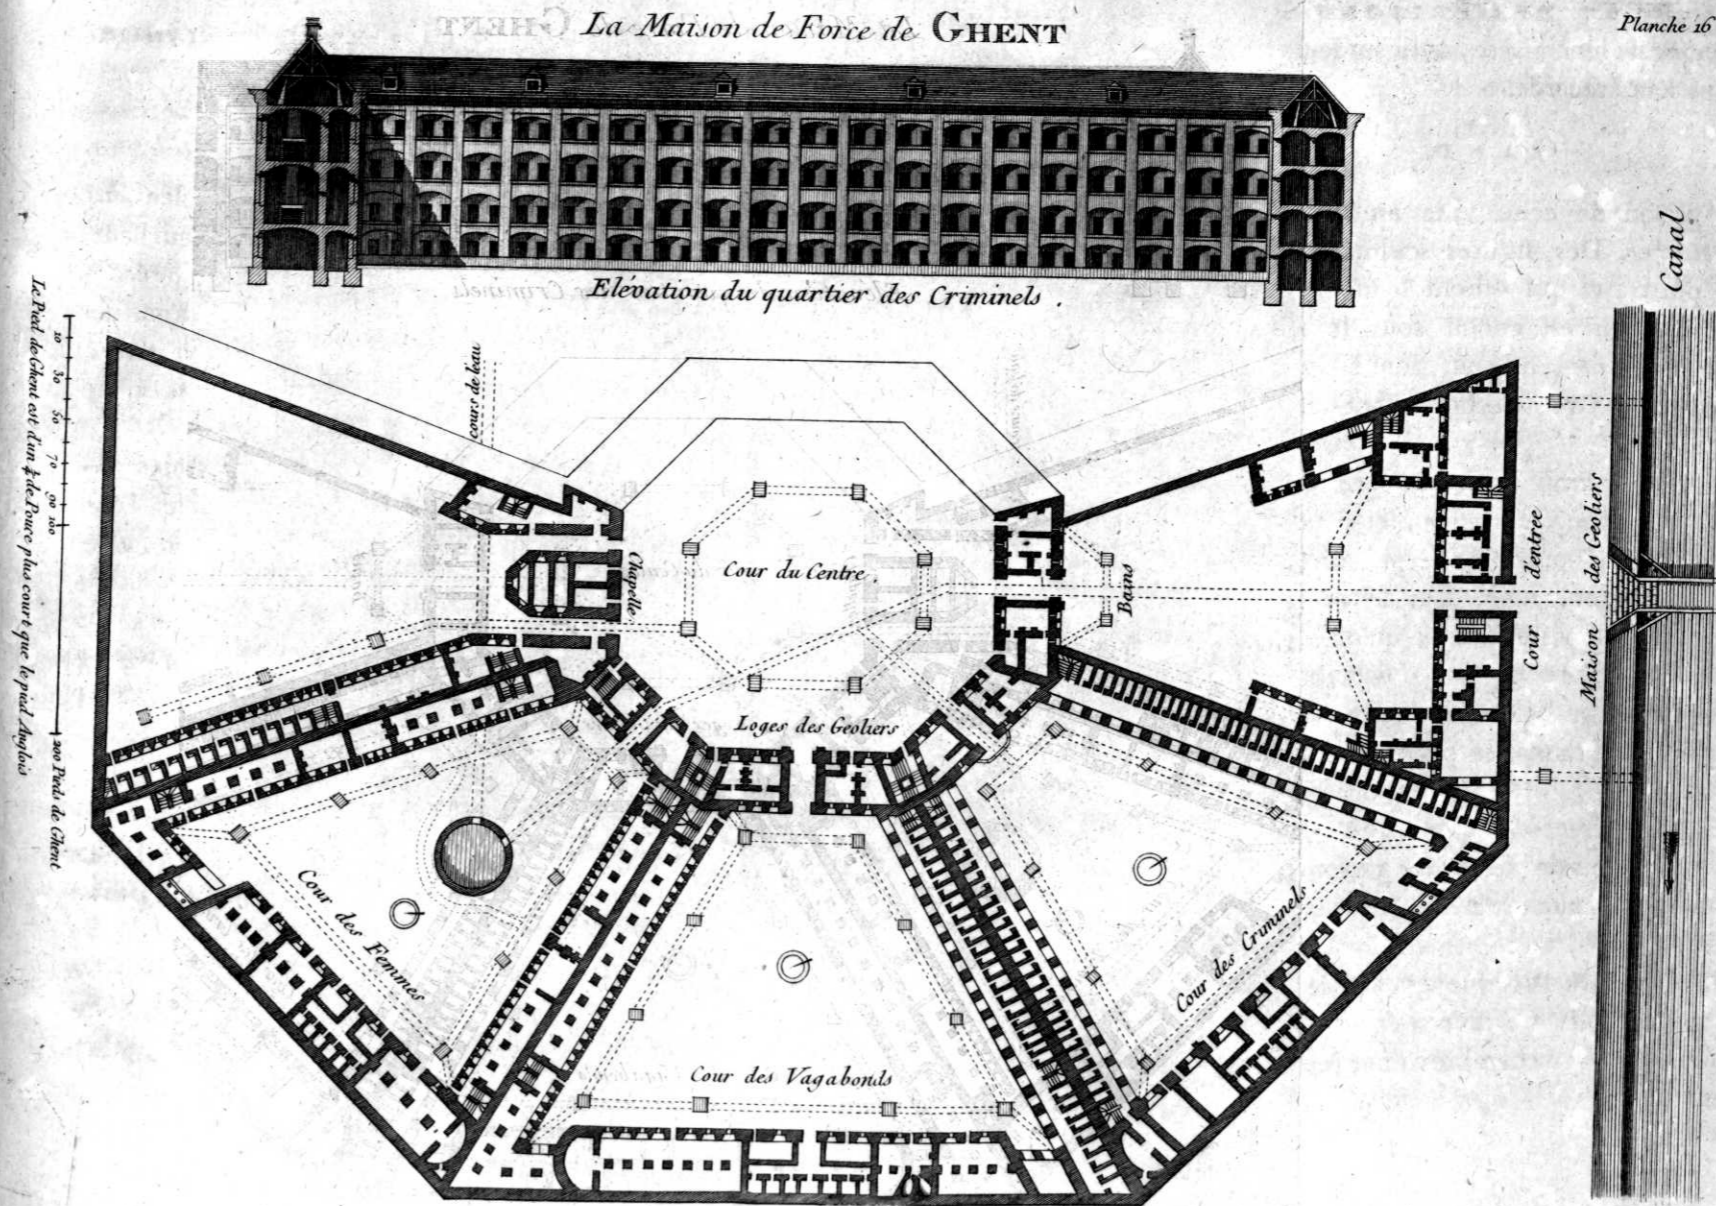 La Maison de Force de GHENT
Planche 16
Elévation du quartier des Criminels.
Canal
cours de l'eau
Le Pied de Ghent est d'un ¼ de Pouce plus court que le pied Anglois
10
30
50
70
90
100
200 Pieds de Ghent
Chapelle
Cour du Centre.
Bains
Cour d'entree
Maison des Geoliers
Loges des Geoliers
Cour des Femmes
Cour des Vagabonds
Cour des Criminels